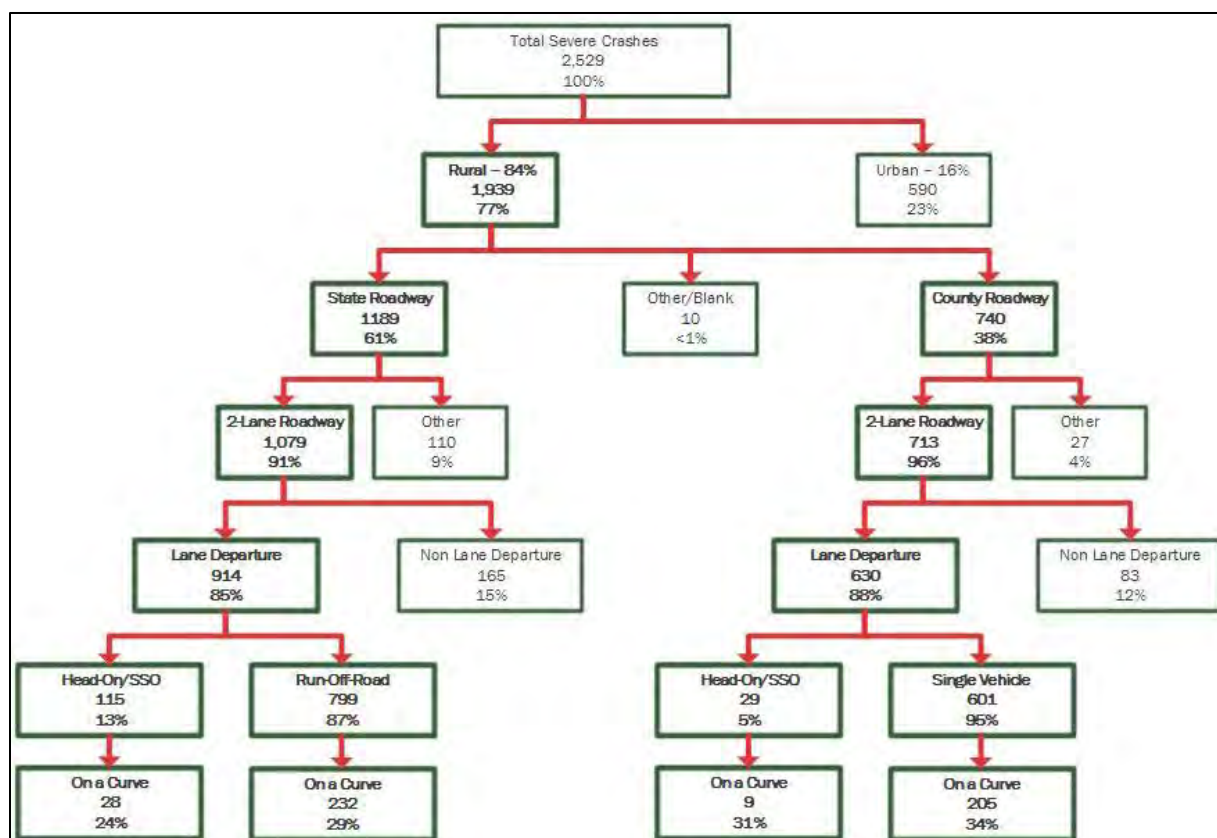 Total Severe Crashes
2,529
100%
Rural – 84%
1,939
77%
Urban – 16%
590
23%
State Roadway
1189
61%
Other/Blank
10
<1%
County Roadway
740
38%
2-Lane Roadway
1,079
91%
Other
110
9%
2-Lane Roadway
713
96%
Other
27
4%
Lane Departure
914
85%
Non Lane Departure
165
15%
Lane Departure
630
88%
Non Lane Departure
83
12%
Head-On/SSO
115
13%
Run-Off-Road
799
87%
Head-On/SSO
29
5%
Single Vehicle
601
95%
On a Curve
28
24%
On a Curve
232
29%
On a Curve
9
31%
On a Curve
205
34%